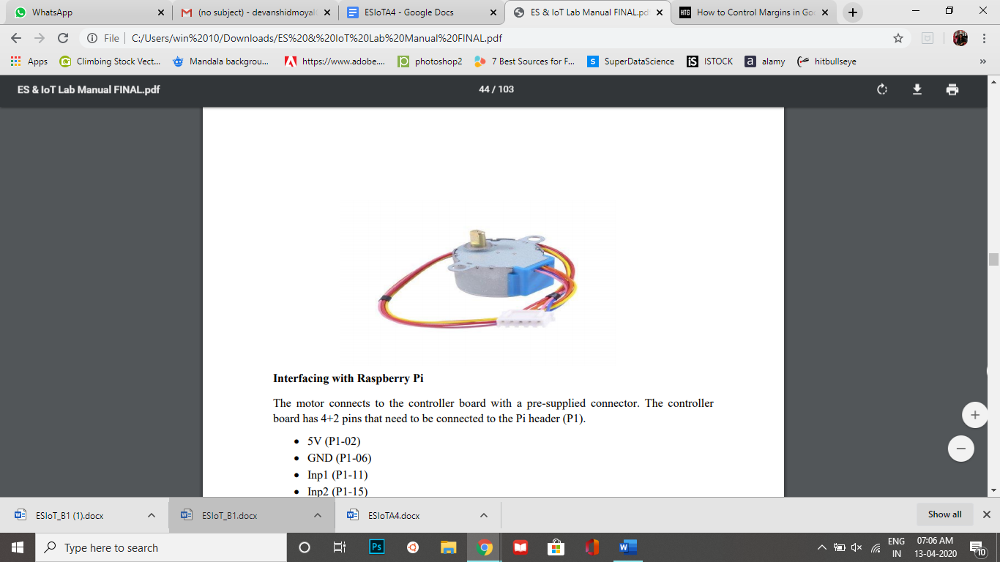 WhatsApp
(no subject) - devanshidmoyal
ESIoTA4 - Google Docs
ES & IoT Lab Manual FINAL.pd
How to Control Margins in Goo
File
C:/Users/win%2010/Downloads/ES%20&%20IoT%20Lab%20Manual%20FINAL.pdf
Apps
Climbing Stock Vect...
Mandala backgrou...
https://www.adobe....
photoshop2
7 Best Sources for F...
SuperDataScience
iS ISTOCK
a alamy
hitbullseye
»
ES & IoT Lab Manual FINAL.pdf
44 / 103
Interfacing with Raspberry Pi
The motor connects to the controller board with a pre-supplied connector. The controller
board has 4+2 pins that need to be connected to the Pi header (P1).
• 5V (P1-02)
• GND (P1-06)
• Inp1 (P1-11)
• Inp2 (P1-15)
ESIoT_B1 (1).docx
ESIoT_B1.docx
ESIoTA4.docx
Show all
Type here to search
Ps
ENG
IN
07:06 AM
13-04-2020
10